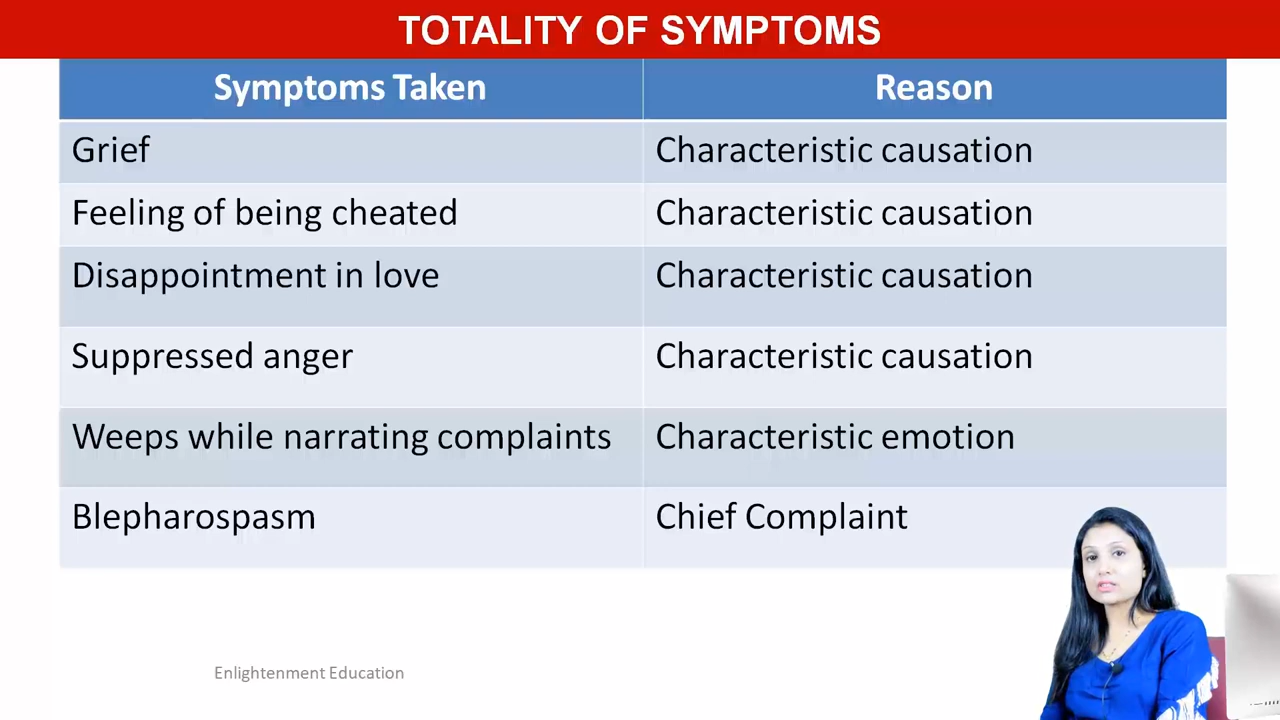 TOTALITY OF SYMPTOMS
Symptoms Taken Reason
Grief Characteristic causation
Feeling of being cheated Characteristic causation
Disappointment in love Characteristic causation
Suppressed anger Characteristic causation
Weeps while narrating complaints Characteristic emotion
Blepharospasm Chief Complaint
Enlightenment Education